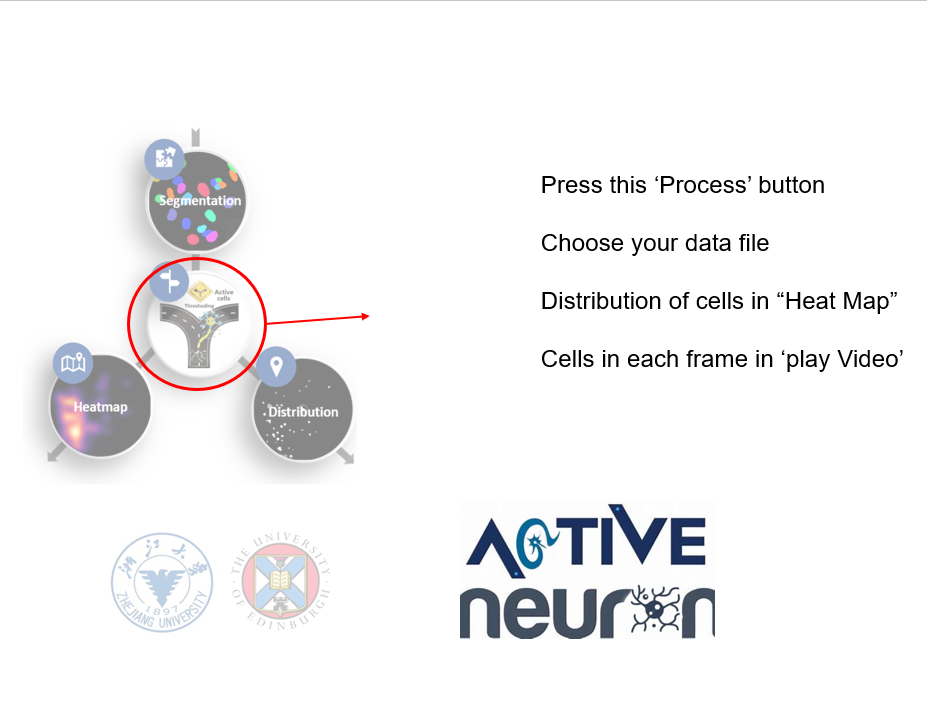 Segmentation
Active
cells
Thresholding
Heatmap
Distribution
Press this ‘Process’ button
Choose your data file
Distribution of cells in “Heat Map”
Cells in each frame in ‘play Video’
浙江大学
1897
ZHEJIANG UNIVERSITY
THE UNIVERSITY
OF EDINBURGH
ACTIVE
neuron